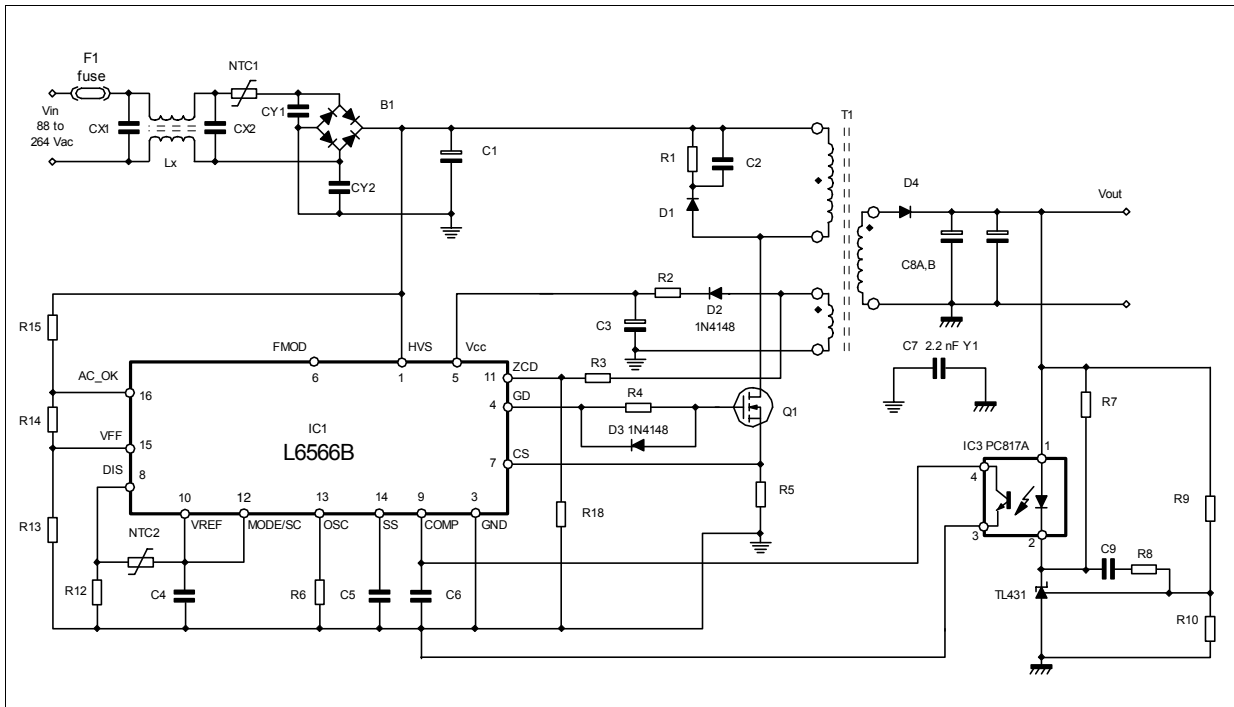 F1
fuse
NTC1
Vin
88 to
264 Vac
CX1
Lx
CX2
CY1
B1
CY2
C1
R1
C2
D1
T1
D4
Vout
C8A,B
R15
R2
D2
1N4148
C3
FMOD
HVS
Vcc
6
1
5
AC_OK
16
11
ZCD
R3
4
GD
R4
D3 1N4148
Q1
C7 2.2 nF Y1
R14
VFF
15
IC1
L6566B
DIS
8
7
CS
R5
R7
IC3 PC817A
1
4
3
2
R9
R13
10
12
13
14
9
3
VREF
MODE/SC
OSC
SS
COMP
GND
R18
NTC2
R12
C4
R6
C5
C6
C9
R8
TL431
R10